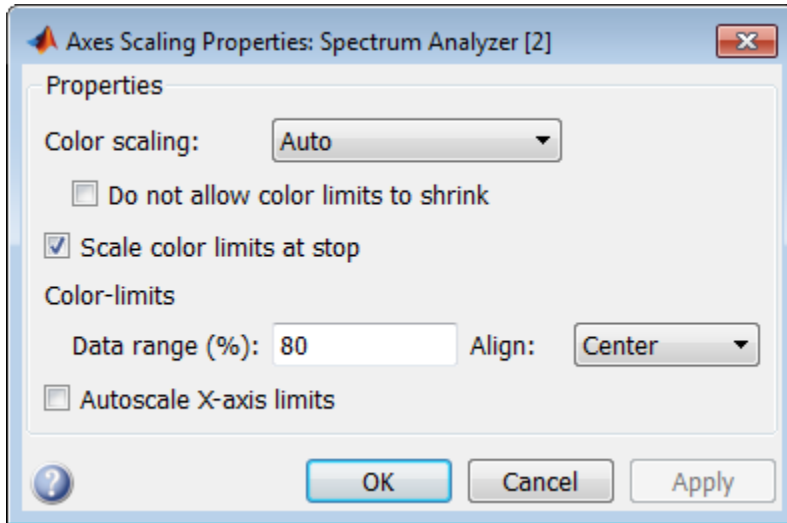 Axes Scaling Properties: Spectrum Analyzer [2]
Properties
Color scaling: Auto
Do not allow color limits to shrink
Scale color limits at stop
Color-limits
Data range (%): 80 Align: Center
Autoscale X-axis limits
? OK Cancel Apply